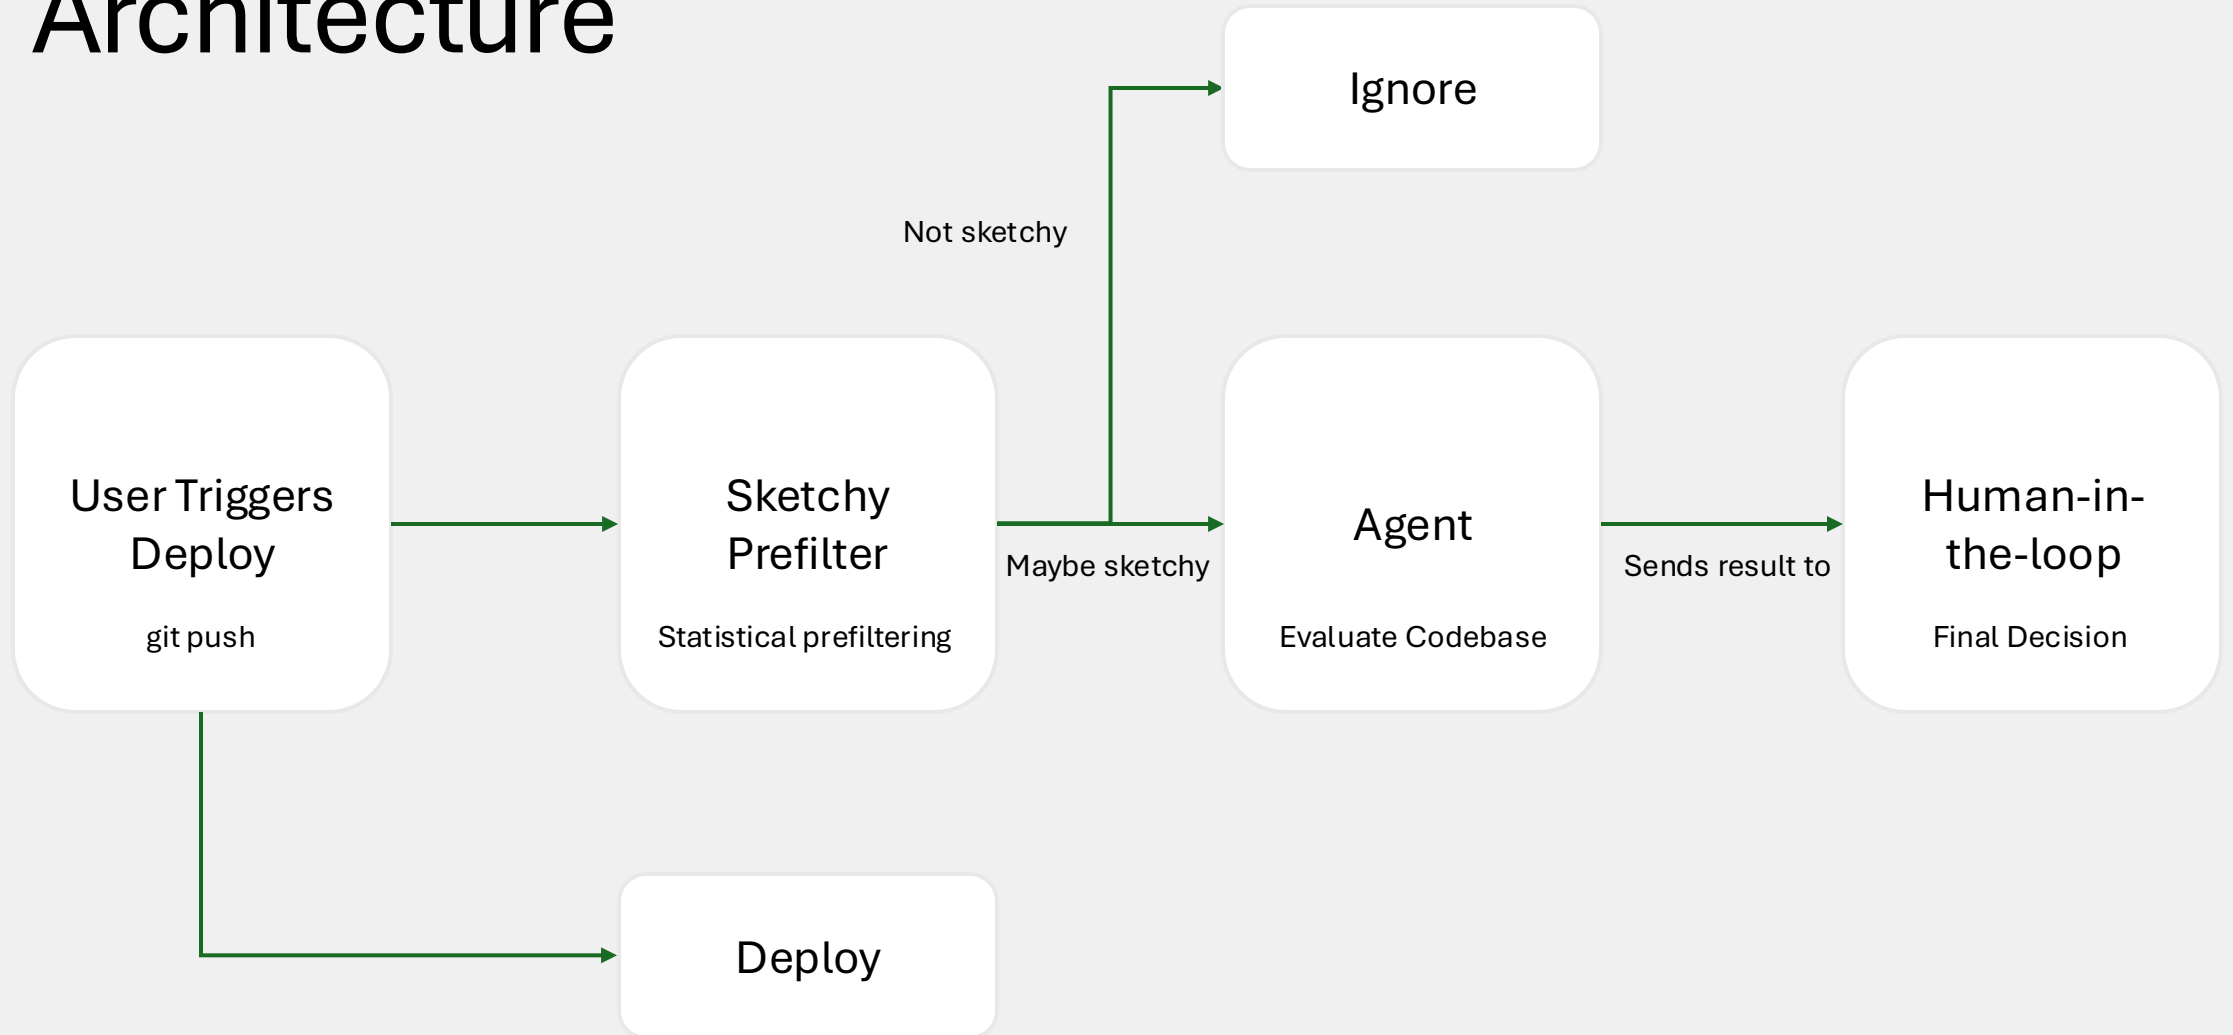 Architecture
Ignore
Not sketchy
User Triggers
Deploy
git push
Sketchy
Prefilter
Statistical prefiltering
Maybe sketchy
Agent
Evaluate Codebase
Sends result to
Human-in-
the-loop
Final Decision
Deploy